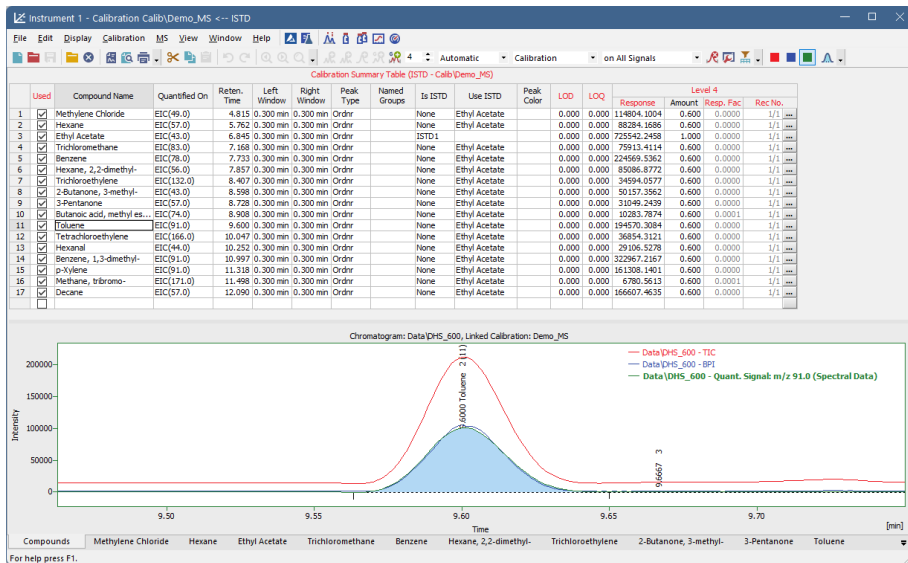 Instrument 1 - Calibration Calib\Demo_MS <-- ISTD
File Edit Display Calibration MS View Window Help
4 Automatic Calibration on All Signals
Calibration Summary Table (ISTD - Calib\Demo_MS)
Used Compound Name Quantified On Reten. Time Left Window Right Window Peak Type Named Groups Is ISTD Use ISTD Peak Color LOD LOQ Level 4
Response Amount Resp. Fac Rec No.
1 Methylene Chloride EIC(49.0) 4.815 0.300 min 0.300 min Ordnr None Ethyl Acetate 0.000 0.000 114804.1004 0.600 0.0000 1/1 ...
2 Hexane EIC(57.0) 5.762 0.300 min 0.300 min Ordnr None Ethyl Acetate 0.000 0.000 88284.1686 0.600 0.0000 1/1 ...
3 Ethyl Acetate EIC(43.0) 6.845 0.300 min 0.300 min Ordnr ISTD1 0.000 0.000 725542.2458 1.000 0.0000 1/1 ...
4 Trichloromethane EIC(83.0) 7.168 0.300 min 0.300 min Ordnr None Ethyl Acetate 0.000 0.000 75913.4114 0.600 0.0000 1/1 ...
5 Benzene EIC(78.0) 7.733 0.300 min 0.300 min Ordnr None Ethyl Acetate 0.000 0.000 224569.5362 0.600 0.0000 1/1 ...
6 Hexane, 2,2-dimethyl- EIC(56.0) 7.857 0.300 min 0.300 min Ordnr None Ethyl Acetate 0.000 0.000 85086.8772 0.600 0.0000 1/1 ...
7 Trichloroethylene EIC(132.0) 8.407 0.300 min 0.300 min Ordnr None Ethyl Acetate 0.000 0.000 34594.0577 0.600 0.0000 1/1 ...
8 2-Butanone, 3-methyl- EIC(43.0) 8.598 0.300 min 0.300 min Ordnr None Ethyl Acetate 0.000 0.000 50157.3562 0.600 0.0000 1/1 ...
9 3-Pentanone EIC(57.0) 8.728 0.300 min 0.300 min Ordnr None Ethyl Acetate 0.000 0.000 31049.2439 0.600 0.0000 1/1 ...
10 Butanoic acid, methyl es... EIC(74.0) 8.908 0.300 min 0.300 min Ordnr None Ethyl Acetate 0.000 0.000 10283.7874 0.600 0.0001 1/1 ...
11 Toluene EIC(91.0) 9.600 0.300 min 0.300 min Ordnr None Ethyl Acetate 0.000 0.000 194570.3084 0.600 0.0000 1/1 ...
12 Tetrachloroethylene EIC(166.0) 10.047 0.300 min 0.300 min Ordnr None Ethyl Acetate 0.000 0.000 36854.3121 0.600 0.0000 1/1 ...
13 Hexanal EIC(44.0) 10.252 0.300 min 0.300 min Ordnr None Ethyl Acetate 0.000 0.000 29106.5278 0.600 0.0000 1/1 ...
14 Benzene, 1,3-dimethyl- EIC(91.0) 10.997 0.300 min 0.300 min Ordnr None Ethyl Acetate 0.000 0.000 322967.2167 0.600 0.0000 1/1 ...
15 p-Xylene EIC(91.0) 11.318 0.300 min 0.300 min Ordnr None Ethyl Acetate 0.000 0.000 161308.1401 0.600 0.0000 1/1 ...
16 Methane, tribromo- EIC(171.0) 11.498 0.300 min 0.300 min Ordnr None Ethyl Acetate 0.000 0.000 6780.5613 0.600 0.0001 1/1 ...
17 Decane EIC(57.0) 12.090 0.300 min 0.300 min Ordnr None Ethyl Acetate 0.000 0.000 166607.4635 0.600 0.0000 1/1 ...
Chromatogram: Data\DHS_600, Linked Calibration: Demo_MS
Data\DHS_600 - TIC
Data\DHS_600 - BPI
Data\DHS_600 - Quant. Signal: m/z 91.0 (Spectral Data)
200000
150000
100000
50000
0
Intensity
9.6000 Toluene 2 (11)
9.6667 3
9.50 9.55 9.60 9.65 9.70
Time [min]
Compounds Methylene Chloride Hexane Ethyl Acetate Trichloromethane Benzene Hexane, 2,2-dimethyl- Trichloroethylene 2-Butanone, 3-methyl- 3-Pentanone Toluene
For help press F1.